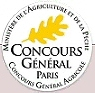 MINISTÈRE DE L'AGRICULTURE ET DE LA PÊCHE
CONCOURS
GÉNÉRAL
PARIS
CONCOURS GÉNÉRAL AGRICOLE